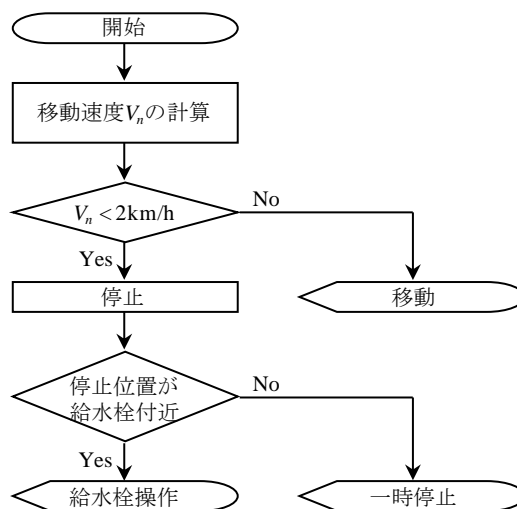 開始
移動速度Vnの計算
Vn < 2km/h
No
Yes
停止
移動
停止位置が
給水栓付近
No
Yes
給水栓操作
一時停止